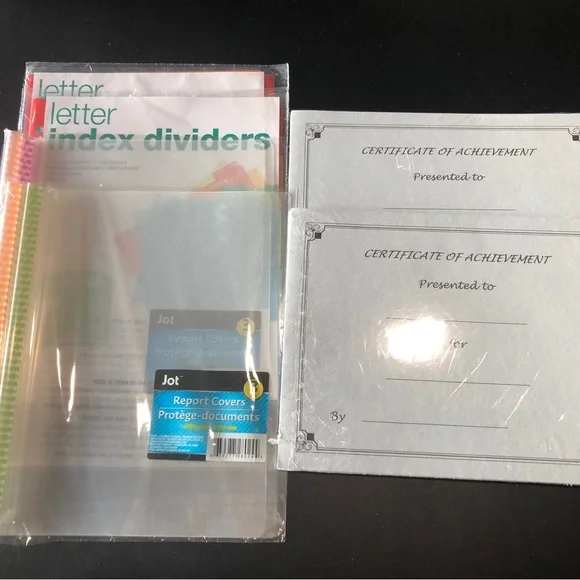 letter
letter
index dividers
Jot
Report Covers
Protège-documents
Jot
Report Covers
Protège-documents
CERTIFICATE OF ACHIEVEMENT
Presented to
CERTIFICATE OF ACHIEVEMENT
Presented to
for
By